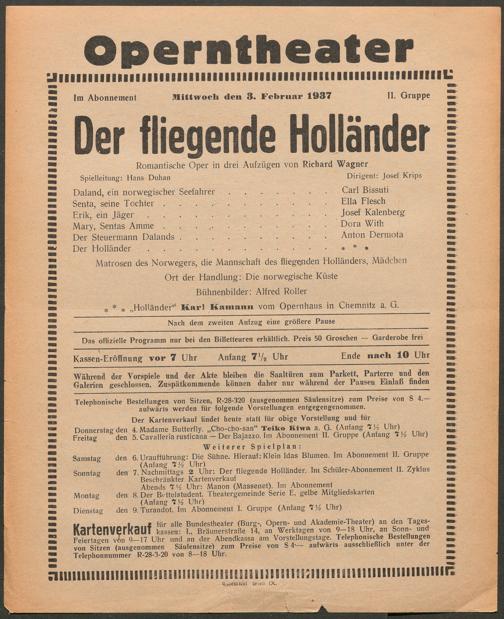 Operntheater
Im Abonnement Mittwoch den 3. Februar 1937 II. Gruppe
Der fliegende Holländer
Romantische Oper in drei Aufzügen von Richard Wagner
Spielleitung: Hans Duhan Dirigent: Josef Krips
Daland, ein norwegischer Seefahrer . . . . . . . Carl Bissuti
Senta, seine Tochter . . . . . . . . . . Ella Flesch
Erik, ein Jäger . . . . . . . . . . . Josef Kalenberg
Mary, Sentas Amme . . . . . . . . . . Dora With
Der Steuermann Dalands . . . . . . . . . Anton Dermota
Der Holländer . . . . . . . . . . . * * *
Matrosen des Norwegers, die Mannschaft des fliegenden Holländers, Mädchen
Ort der Handlung: Die norwegische Küste
Bühnenbilder: Alfred Roller
* * * „Holländer“ Karl Kamann vom Opernhaus in Chemnitz a. G.
Nach dem zweiten Aufzug eine größere Pause
Das offizielle Programm nur bei den Billetteuren erhältlich. Preis 50 Groschen — Garderobe frei
Kassen-Eröffnung vor 7 Uhr Anfang 7½ Uhr Ende nach 10 Uhr
Während der Vorspiele und der Akte bleiben die Saaltüren zum Parkett, Parterre und den
Galerien geschlossen. Zuspätkommende können daher nur während der Pausen Einlaß finden
Telephonische Bestellungen von Sitzen, R-28-320 (ausgenommen Säulensitze) zum Preise von S 4.—
aufwärts werden für folgende Vorstellungen entgegengenommen.
Der Kartenverkauf findet heute statt für obige Vorstellung und für
Donnerstag den 4. Madame Butterfly. „Cho-cho-san“ Teiko Kiwa a. G. (Anfang 7½ Uhr)
Freitag den 5. Cavalleria rusticana — Der Bajazzo. Im Abonnement II. Gruppe (Anfang 7½ Uhr)
Weiterer Spielplan:
Samstag den 6. Uraufführung: Die Sühne. Hierauf: Klein Idas Blumen. Im Abonnement II. Gruppe
(Anfang 7½ Uhr)
Sonntag den 7. Nachmittags 2 Uhr: Der fliegende Holländer. Im Schüler-Abonnement II. Zyklus
Beschränkter Kartenverkauf
Abends 7½ Uhr: Manon (Massenet). Im Abonnement
Montag den 8. Der Bettelstudent. Theatergemeinde Serie E, gelbe Mitgliedskarten
(Anfang 7½ Uhr)
Dienstag den 9. Turandot. Im Abonnement I. Gruppe (Anfang 7½ Uhr)
Kartenverkauf für alle Bundestheater (Burg-, Opern- und Akademie-Theater) an den Tages-
kassen: I., Bräunerstraße 14, an Werktagen von 9—18 Uhr, an Sonn- und
Feiertagen von 9—17 Uhr und an der Abendkassa am Vorstellungstage. Telephonische Bestellungen
von Sitzen (ausgenommen Säulensitze) zum Preise von S 4— aufwärts ausschließlich unter der
Telephonnummer R-28-3-20 von 8—18 Uhr.